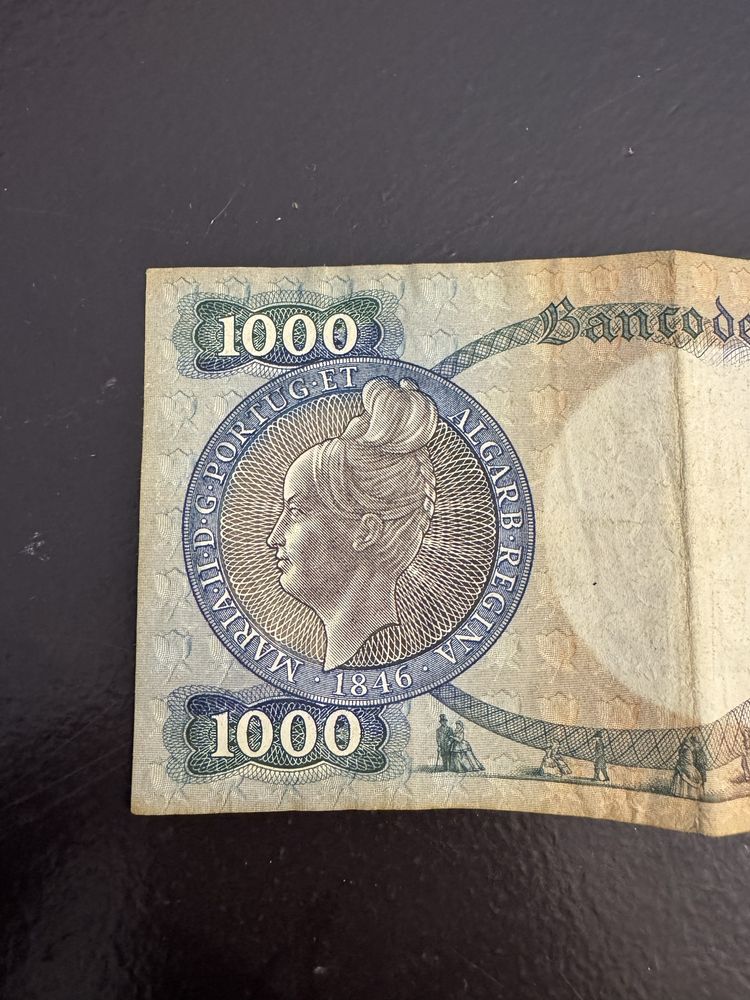 1000
Banco de
MARIA·II·D·G·PORTUG·ET ALGARB·REGINA
·1846·
1000